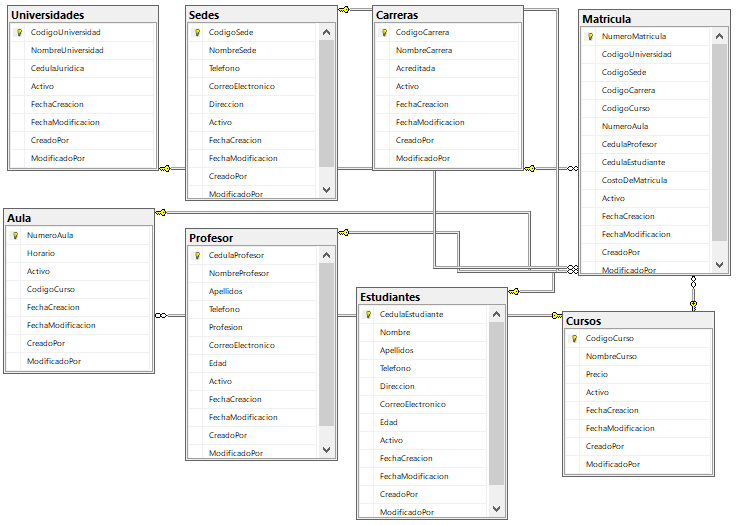 Universidades
CodigoUniversidad
NombreUniversidad
CedulaJuridica
Activo
FechaCreacion
FechaModificacion
CreadoPor
ModificadoPor
Sedes
CodigoSede
NombreSede
Telefono
CorreoElectronico
Direccion
Activo
FechaCreacion
FechaModificacion
CreadoPor
ModificadoPor
Carreras
CodigoCarrera
NombreCarrera
Acreditada
Activo
FechaCreacion
FechaModificacion
CreadoPor
ModificadoPor
Matricula
NumeroMatricula
CodigoUniversidad
CodigoSede
CodigoCarrera
CodigoCurso
NumeroAula
CedulaProfesor
CedulaEstudiante
CostoDeMatricula
Activo
FechaCreacion
FechaModificacion
CreadoPor
ModificadoPor
Aula
NumeroAula
Horario
Activo
CodigoCurso
FechaCreacion
FechaModificacion
CreadoPor
ModificadoPor
Profesor
CedulaProfesor
NombreProfesor
Apellidos
Telefono
Profesion
CorreoElectronico
Edad
Activo
FechaCreacion
FechaModificacion
CreadoPor
ModificadoPor
Estudiantes
CedulaEstudiante
Nombre
Apellidos
Telefono
Direccion
CorreoElectronico
Edad
Activo
FechaCreacion
FechaModificacion
CreadoPor
ModificadoPor
Cursos
CodigoCurso
NombreCurso
Precio
Activo
FechaCreacion
FechaModificacion
CreadoPor
ModificadoPor